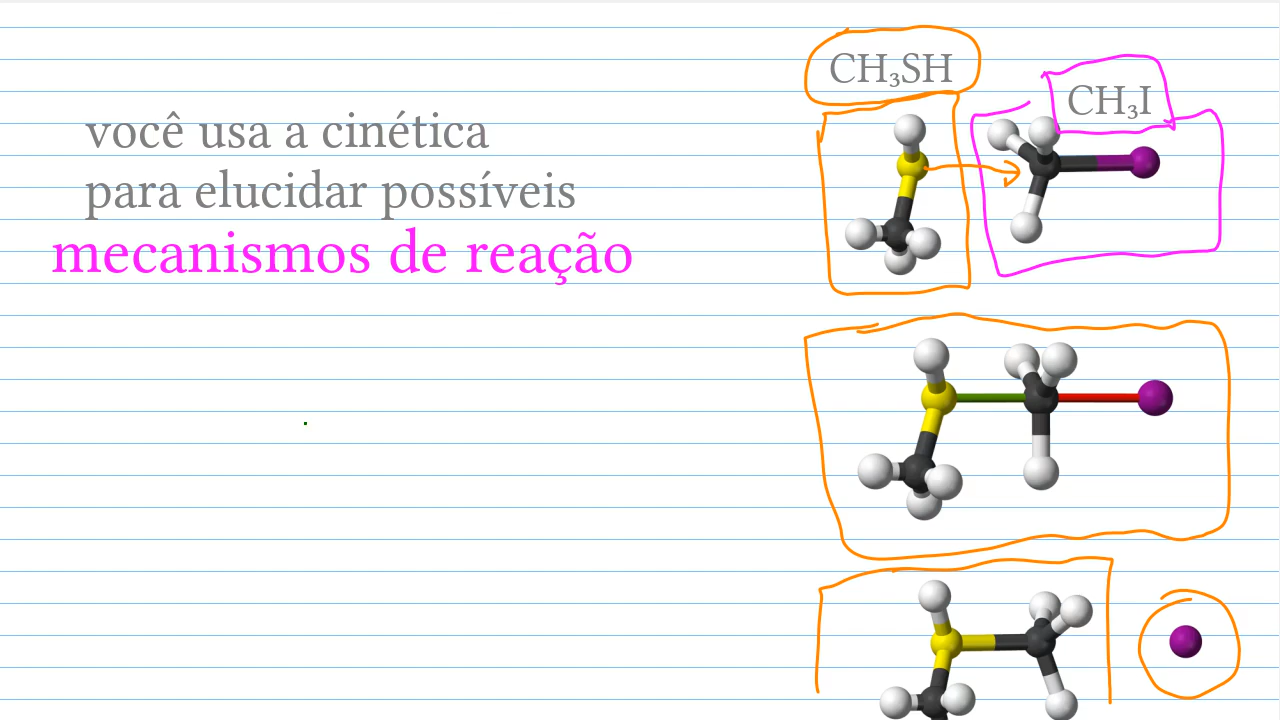 você usa a cinética
para elucidar possíveis
mecanismos de reação
CH₃SH
CH₃I